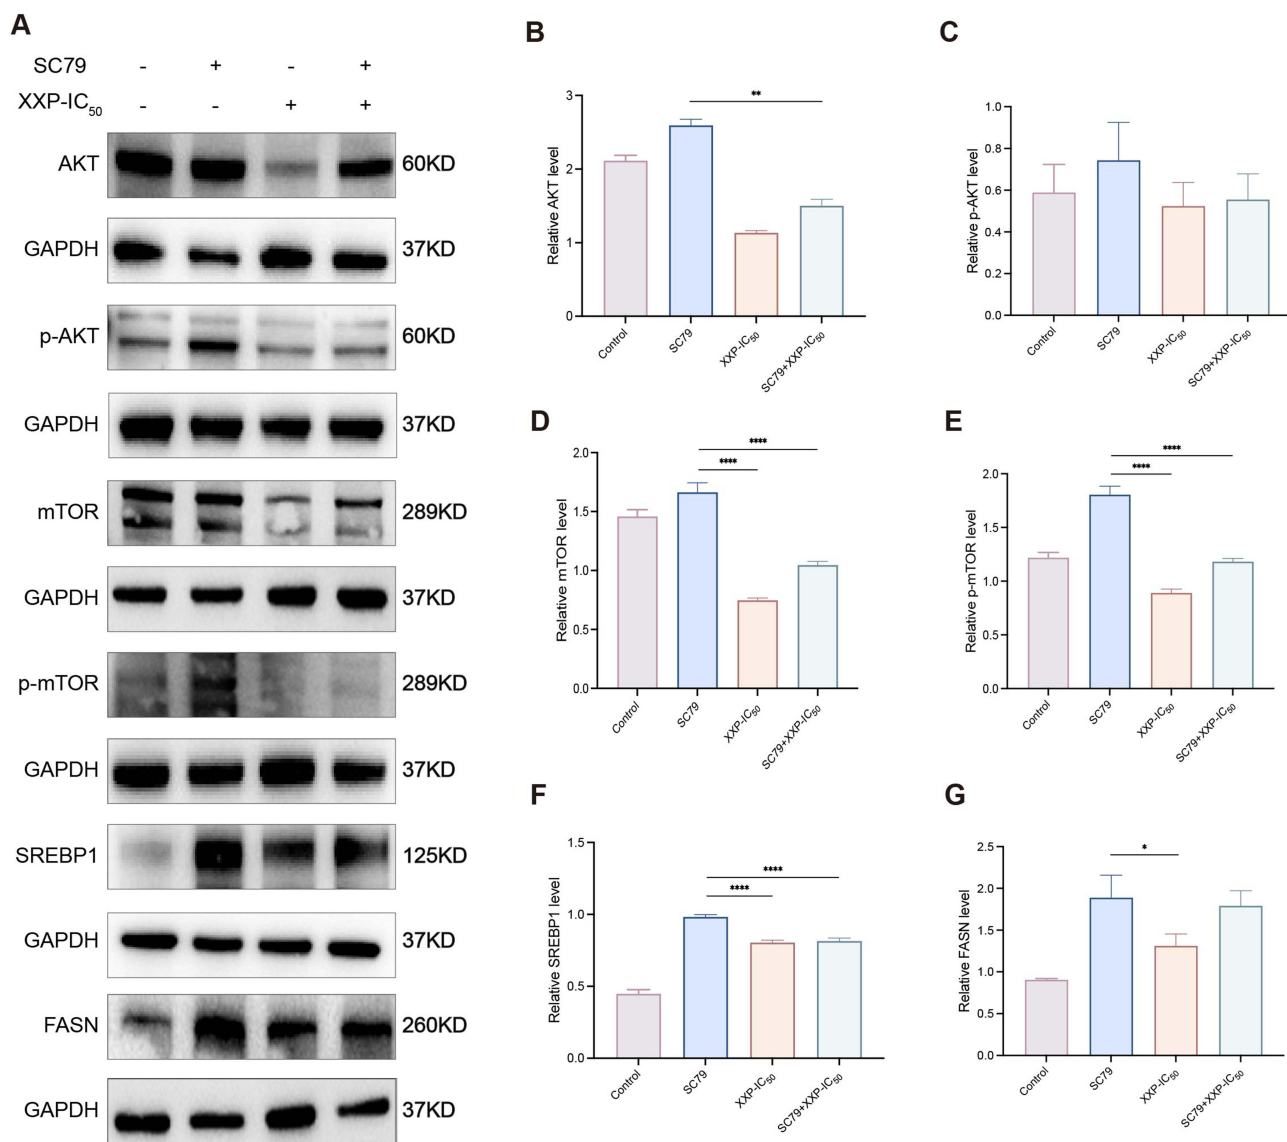 A
SC79 - + - +
XXP-IC50 - - + +
AKT 60KD
GAPDH 37KD
p-AKT 60KD
GAPDH 37KD
mTOR 289KD
GAPDH 37KD
p-mTOR 289KD
GAPDH 37KD
SREBP1 125KD
GAPDH 37KD
FASN 260KD
GAPDH 37KD
B
Relative AKT level
3
2
1
0
**
Control
SC79
XXP-IC50
SC79+XXP-IC50
C
Relative p-AKT level
1.0
0.8
0.6
0.4
0.2
0.0
Control
SC79
XXP-IC50
SC79+XXP-IC50
D
Relative mTOR level
2.0
1.5
1.0
0.5
0.0
****
****
Control
SC79
XXP-IC50
SC79+XXP-IC50
E
Relative p-mTOR level
2.0
1.5
1.0
0.5
0.0
****
****
Control
SC79
XXP-IC50
SC79+XXP-IC50
F
Relative SREBP1 level
1.5
1.0
0.5
0.0
****
****
Control
SC79
XXP-IC50
SC79+XXP-IC50
G
Relative FASN level
2.5
2.0
1.5
1.0
0.5
0.0
*
Control
SC79
XXP-IC50
SC79+XXP-IC50